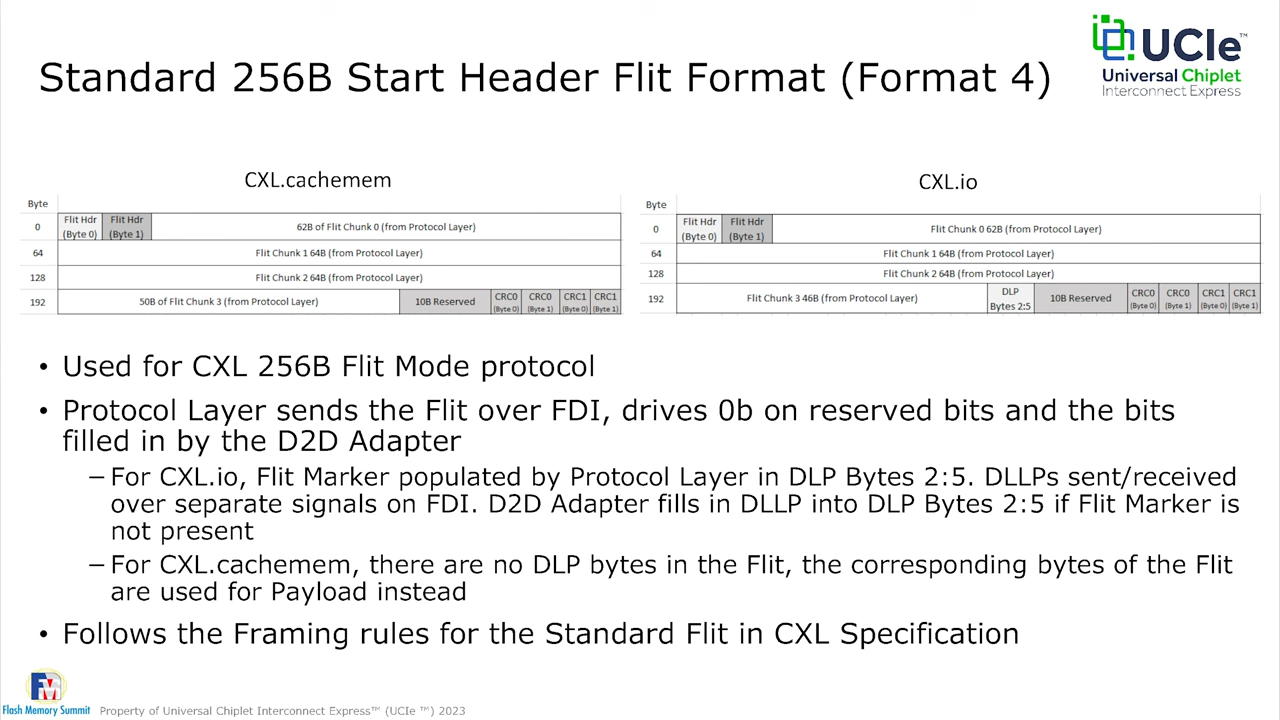 UCIe™
Universal Chiplet
Interconnect Express
Standard 256B Start Header Flit Format (Format 4)
CXL.cachemem
Byte
0 Flit Hdr (Byte 0) Flit Hdr (Byte 1) 62B of Flit Chunk 0 (from Protocol Layer)
64 Flit Chunk 1 64B (from Protocol Layer)
128 Flit Chunk 2 64B (from Protocol Layer)
192 50B of Flit Chunk 3 (from Protocol Layer) 10B Reserved CRC0 (Byte 0) CRC0 (Byte 1) CRC1 (Byte 0) CRC1 (Byte 1)
CXL.io
Byte
0 Flit Hdr (Byte 0) Flit Hdr (Byte 1) Flit Chunk 0 62B (from Protocol Layer)
64 Flit Chunk 1 64B (from Protocol Layer)
128 Flit Chunk 2 64B (from Protocol Layer)
192 Flit Chunk 3 46B (from Protocol Layer) DLP Bytes 2:5 10B Reserved CRC0 (Byte 0) CRC0 (Byte 1) CRC1 (Byte 0) CRC1 (Byte 1)
• Used for CXL 256B Flit Mode protocol
• Protocol Layer sends the Flit over FDI, drives 0b on reserved bits and the bits
filled in by the D2D Adapter
– For CXL.io, Flit Marker populated by Protocol Layer in DLP Bytes 2:5. DLLPs sent/received
over separate signals on FDI. D2D Adapter fills in DLLP into DLP Bytes 2:5 if Flit Marker is
not present
– For CXL.cachemem, there are no DLP bytes in the Flit, the corresponding bytes of the Flit
are used for Payload instead
• Follows the Framing rules for the Standard Flit in CXL Specification
FMS
Flash Memory Summit
Property of Universal Chiplet Interconnect Express™ (UCIe ™) 2023